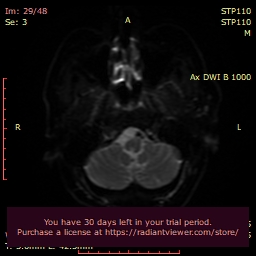 Im: 29/48
Se: 3
A
STP110
STP110
M
Ax DWI B 1000
R
L
You have 30 days left in your trial period.
Purchase a license at https://radiantviewer.com/store/